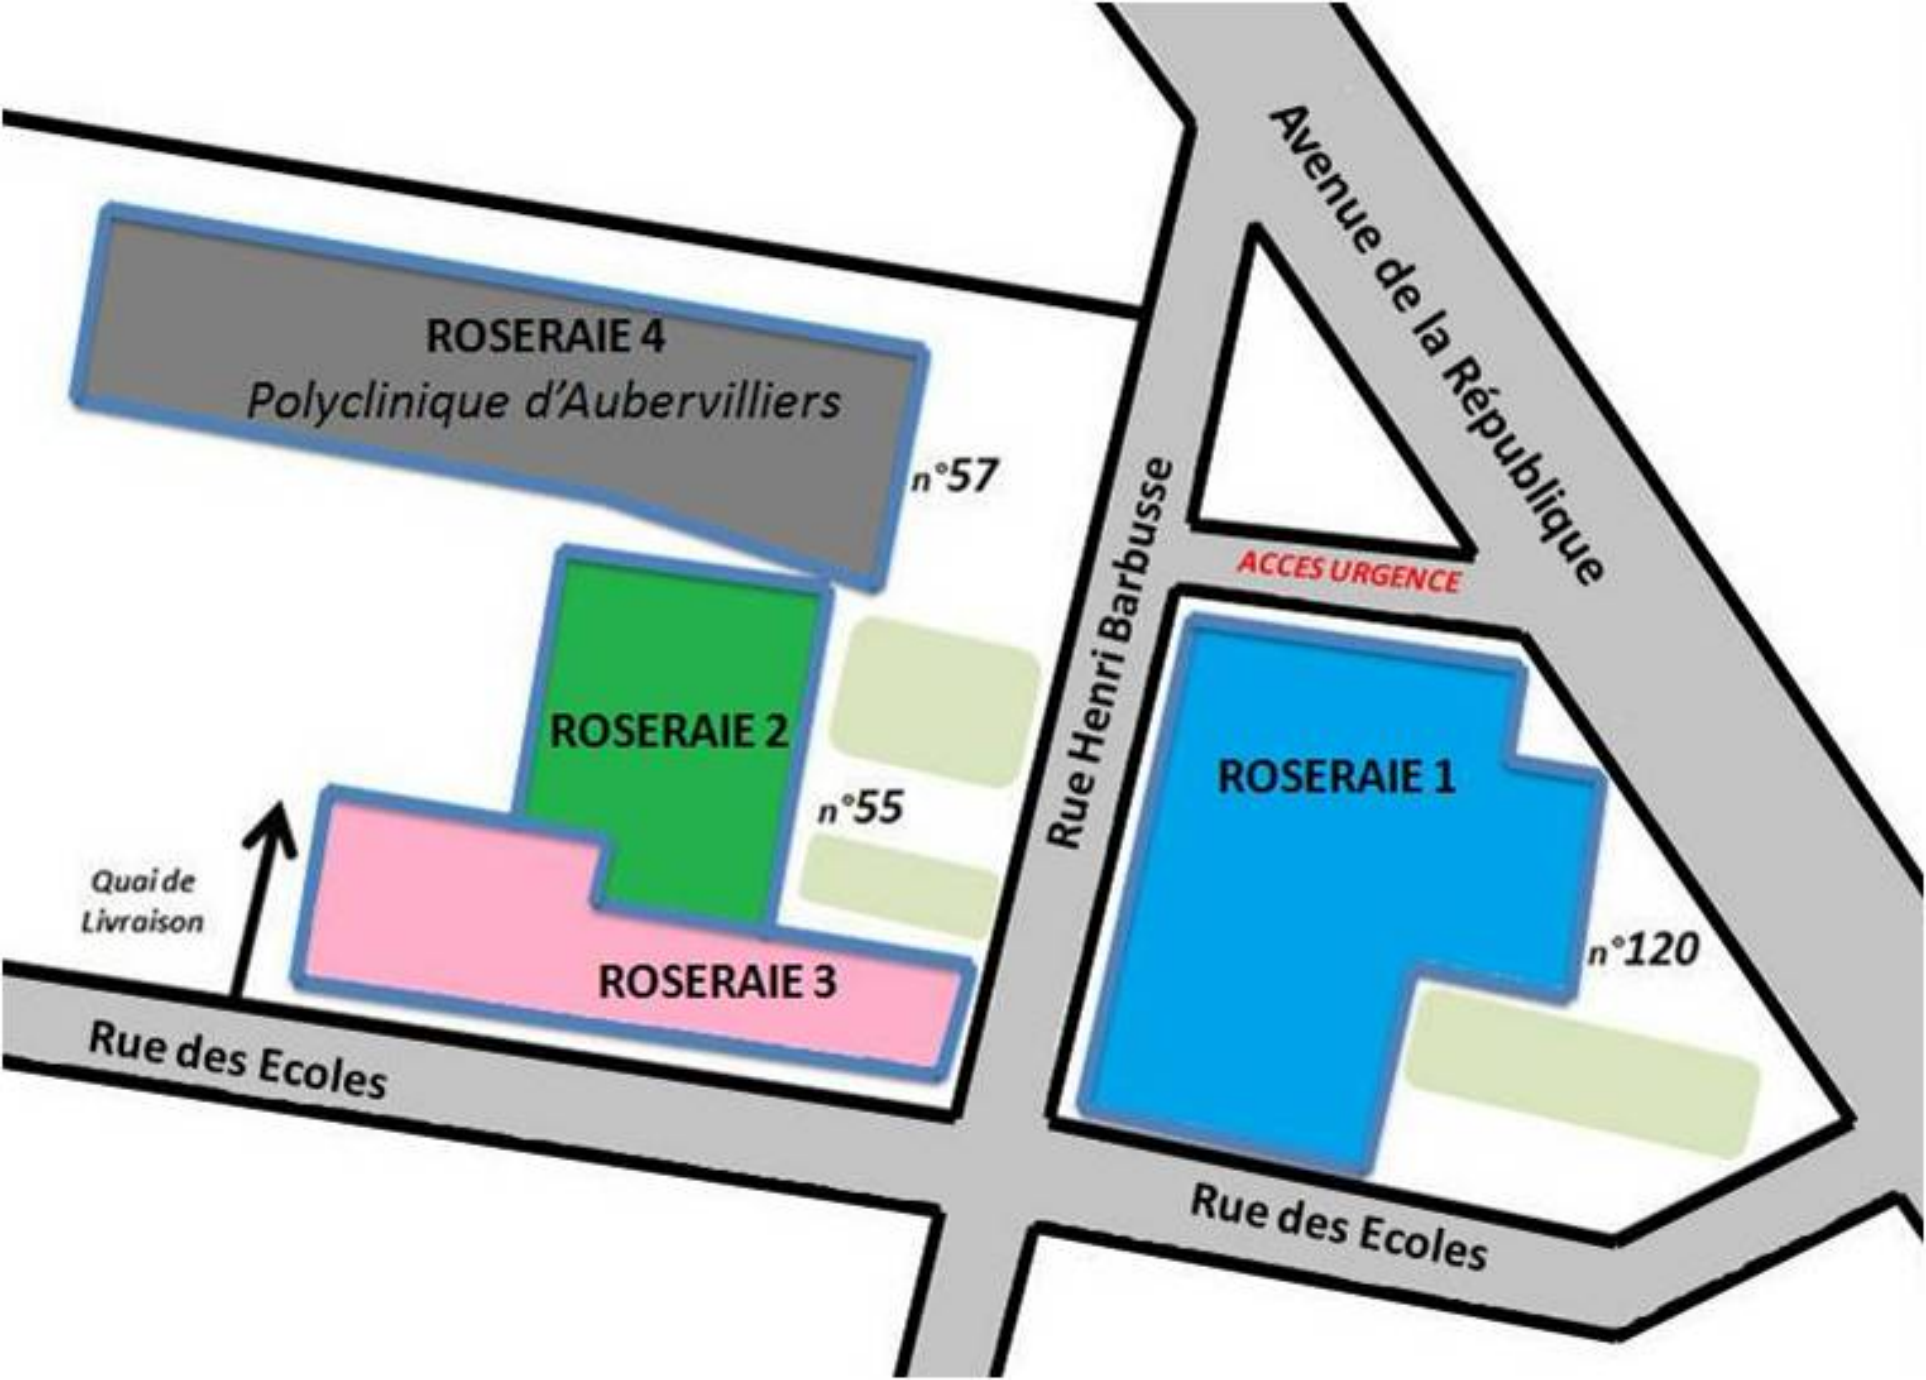 Avenue de la République
ROSERAIE 4
Polyclinique d'Aubervilliers
n°57
Rue Henri Barbusse
ACCES URGENCE
ROSERAIE 2
ROSERAIE 1
n°55
Quai de
Livraison
n°120
ROSERAIE 3
Rue des Ecoles
Rue des Ecoles